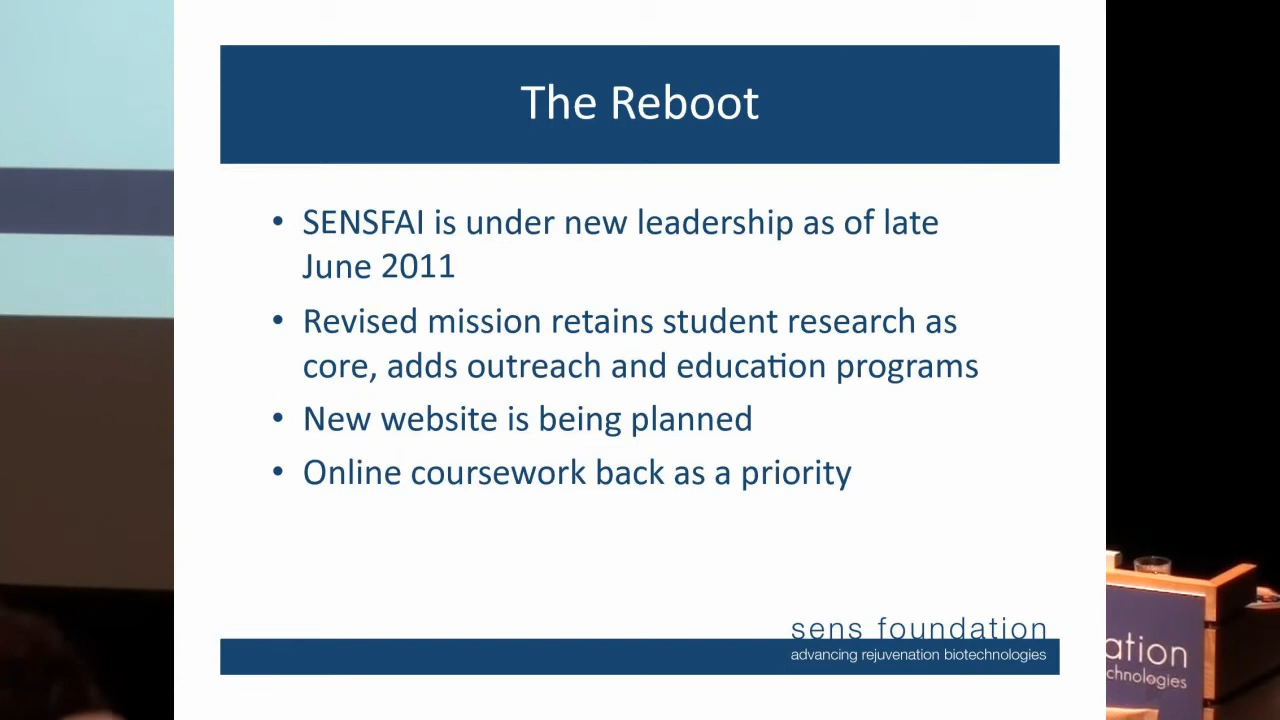 The Reboot
• SENSFAI is under new leadership as of late
June 2011
• Revised mission retains student research as
core, adds outreach and education programs
• New website is being planned
• Online coursework back as a priority
sens foundation
advancing rejuvenation biotechnologies
ation
chnologies